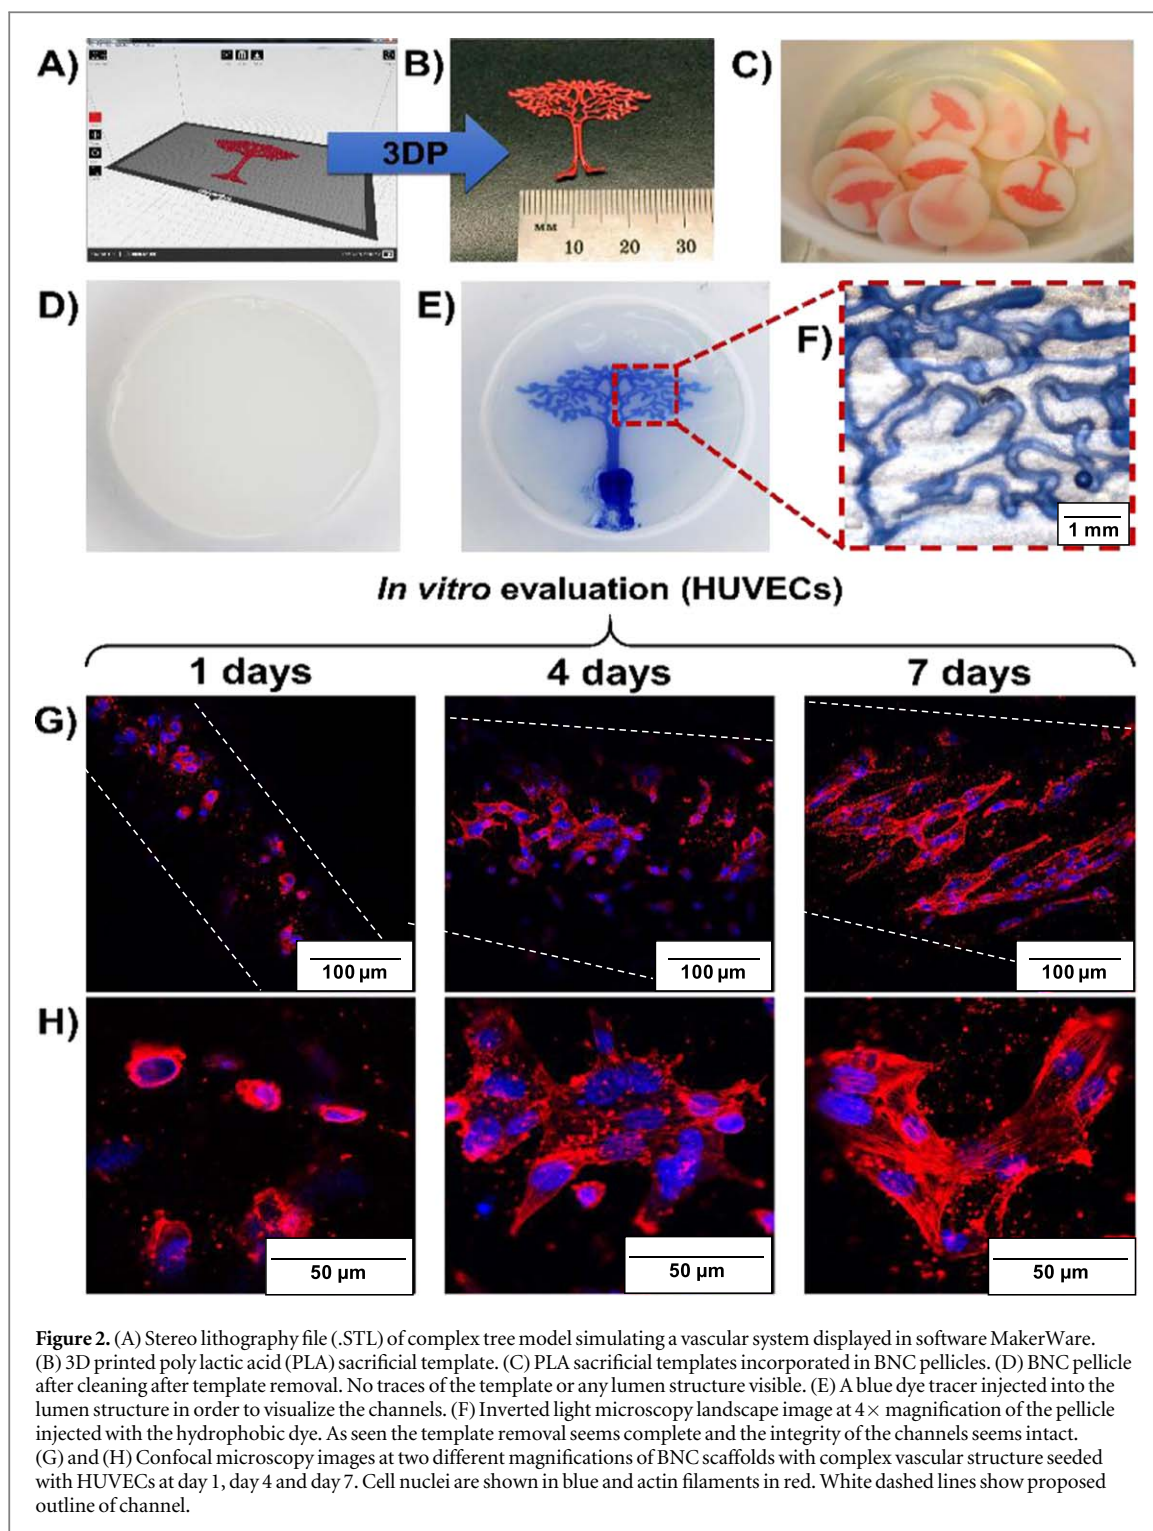 A)
B)
C)
3DP
MM
10 20 30
D)
E)
F)
1 mm
In vitro evaluation (HUVECs)
1 days
4 days
7 days
G)
100 µm
100 µm
100 µm
H)
50 µm
50 µm
50 µm
Figure 2. (A) Stereo lithography file (.STL) of complex tree model simulating a vascular system displayed in software MakerWare.
(B) 3D printed poly lactic acid (PLA) sacrificial template. (C) PLA sacrificial templates incorporated in BNC pellicles. (D) BNC pellicle
after cleaning after template removal. No traces of the template or any lumen structure visible. (E) A blue dye tracer injected into the
lumen structure in order to visualize the channels. (F) Inverted light microscopy landscape image at 4× magnification of the pellicle
injected with the hydrophobic dye. As seen the template removal seems complete and the integrity of the channels seems intact.
(G) and (H) Confocal microscopy images at two different magnifications of BNC scaffolds with complex vascular structure seeded
with HUVECs at day 1, day 4 and day 7. Cell nuclei are shown in blue and actin filaments in red. White dashed lines show proposed
outline of channel.